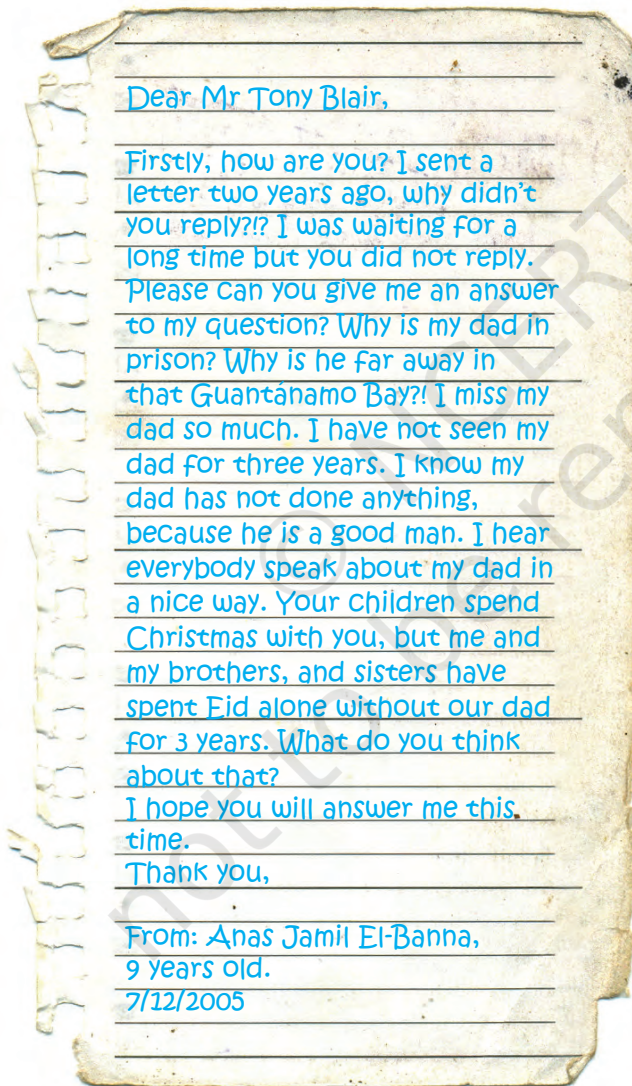 Dear Mr Tony Blair,
Firstly, how are you? I sent a
letter two years ago, why didn't
you reply?!? I was waiting for a
long time but you did not reply.
Please can you give me an answer
to my question? Why is my dad in
prison? Why is he far away in
that Guantánamo Bay?! I miss my
dad so much. I have not seen my
dad for three years. I know my
dad has not done anything,
because he is a good man. I hear
everybody speak about my dad in
a nice way. Your children spend
Christmas with you, but me and
my brothers, and sisters have
spent Eid alone without our dad
for 3 years. What do you think
about that?
I hope you will answer me this
time.
Thank you,
From: Anas Jamil El-Banna,
9 years old.
7/12/2005
© NCERT
not to be rep